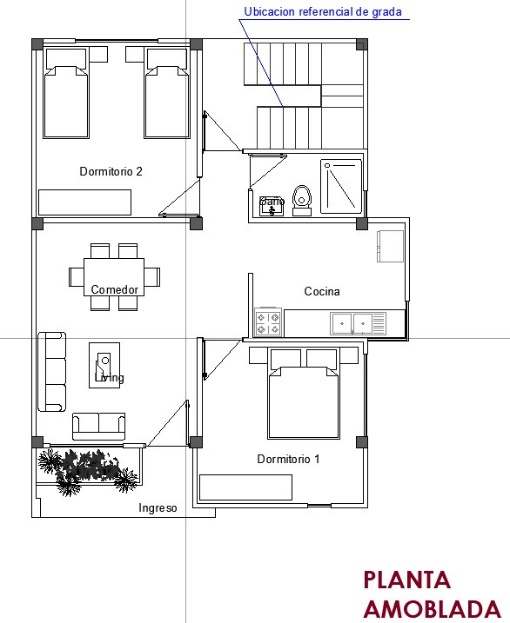 Ubicacion referencial de grada
Dormitorio 2
Baño
Comedor
Cocina
Living
Dormitorio 1
Ingreso
PLANTA
AMOBLADA